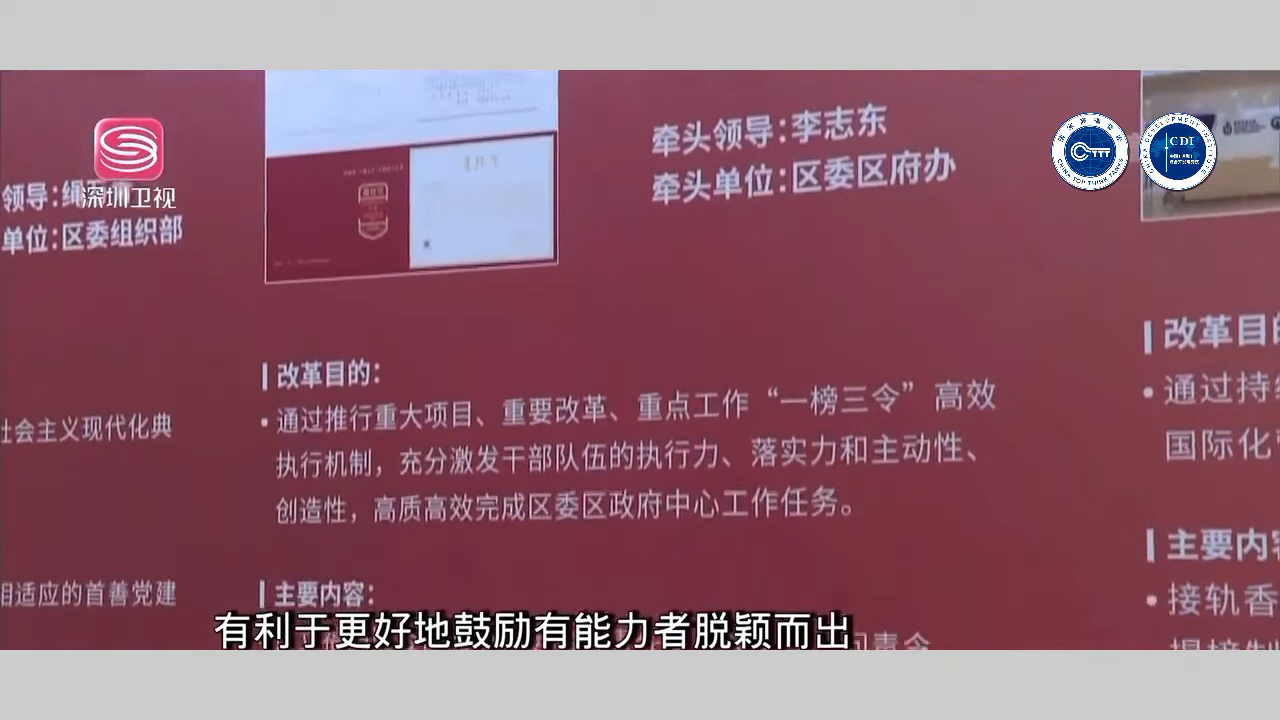 深圳卫视
领导:绳
单位:区委组织部
社会主义现代化典
相适应的首善党建
牵头领导:李志东
牵头单位:区委区府办
改革目的:
•通过推行重大项目、重要改革、重点工作“一榜三令”高效
执行机制，充分激发干部队伍的执行力、落实力和主动性、
创造性，高质高效完成区委区政府中心工作任务。
主要内容:
CDI
改革目的
•通过持续
国际化
主要内容
•接轨香
有利于更好地鼓励有能力者脱颖而出